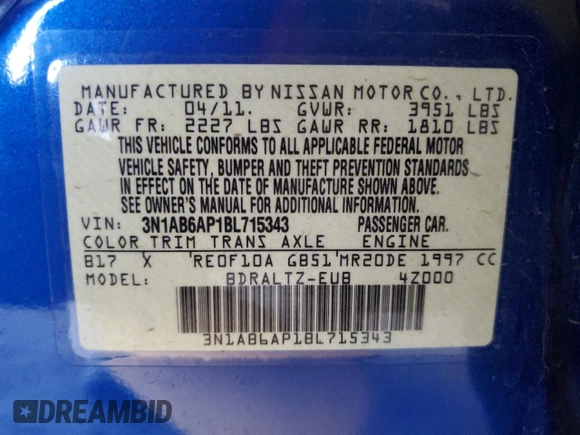 MANUFACTURED BY NISSAN MOTOR CO., LTD.
DATE: 04/11. GVWR: 3951 LBS
GAWR FR: 2227 LBS GAWR RR: 1810 LBS
THIS VEHICLE CONFORMS TO ALL APPLICABLE FEDERAL MOTOR
VEHICLE SAFETY, BUMPER AND THEFT PREVENTION STANDARDS
IN EFFECT ON THE DATE OF MANUFACTURE SHOWN ABOVE.
SEE OWNER'S MANUAL FOR ADDITIONAL INFORMATION.
VIN: 3N1AB6AP1BL715343 PASSENGER CAR.
COLOR TRIM TRANS AXLE ENGINE
B17 X 'RE0F10A GB51'MR20DE 1997 CC
MODEL: BDRALTZ-EUB 4Z000
3N1AB6AP1BL715343
DREAMBID